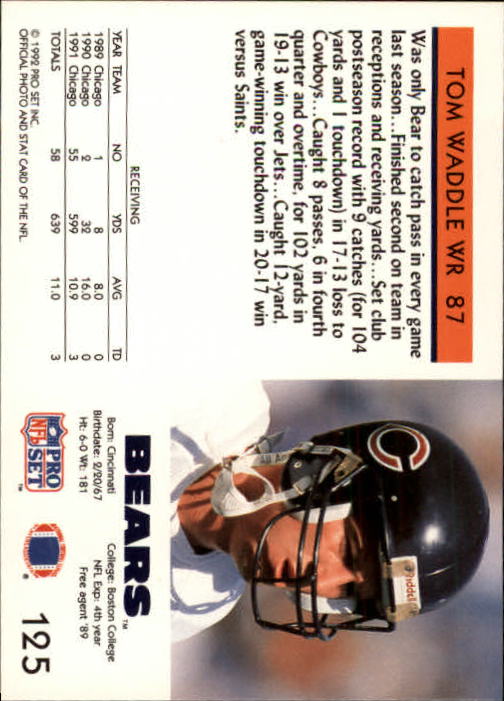 TOM WADDLE WR 87
Was only Bear to catch pass in every game
last season...Finished second on team in
receptions and receiving yards...Set club
postseason record with 9 catches (for 104
yards and 1 touchdown) in 17-13 loss to
Cowboys...Caught 8 passes, 6 in fourth
quarter and overtime, for 102 yards in
19-13 win over Jets...Caught 12-yard,
game-winning touchdown in 20-17 win
versus Saints.
RECEIVING
YEAR TEAM NO YDS AVG TD
1989 Chicago 1 8 8.0 0
1990 Chicago 2 32 16.0 0
1991 Chicago 55 599 10.9 3
TOTALS 58 639 11.0 3
© 1992 PRO SET INC.
OFFICIAL PHOTO AND STAT CARD OF THE NFL
Riddell
BEARS™
Born: Cincinnati College: Boston College
Birthdate: 2/20/67 NFL Exp: 4th year
Ht: 6-0 Wt: 181 Free agent '89
PRO
NFL SET™
®
125